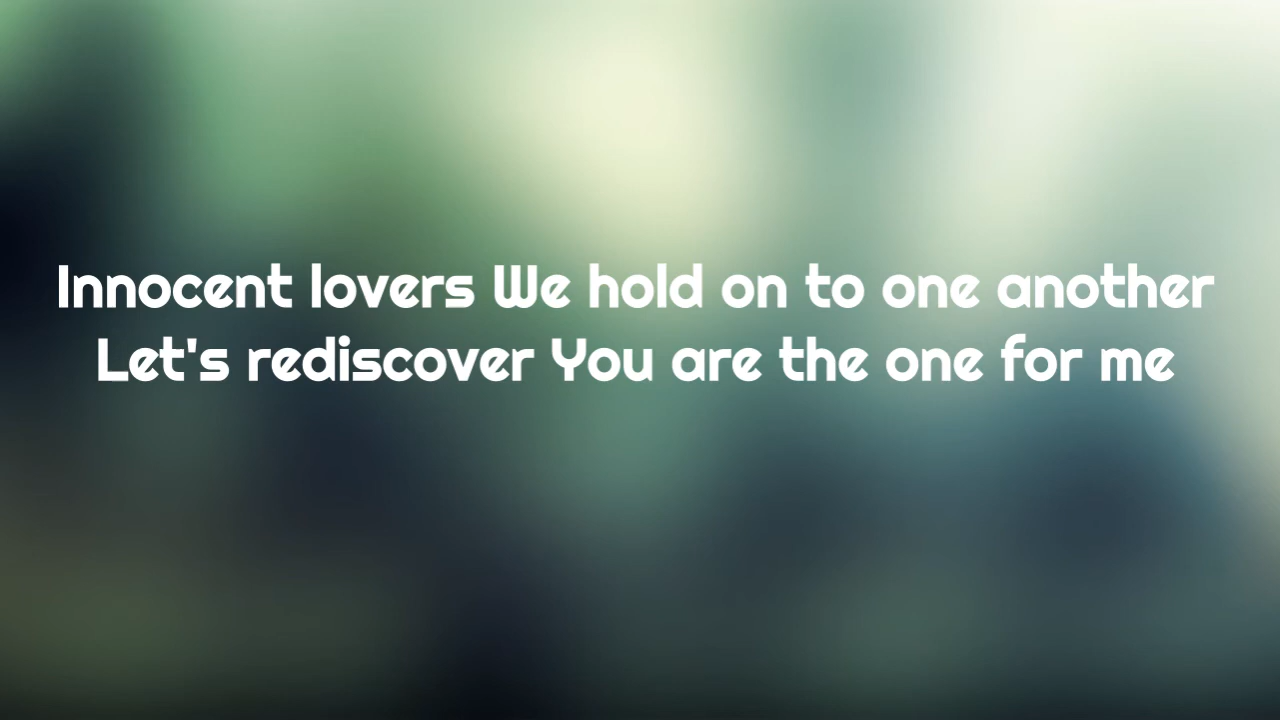 Innocent lovers We hold on to one another
Let's rediscover You are the one for me